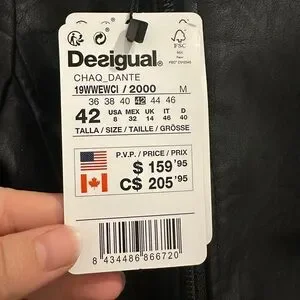 FSC
Desigual.
CHAQ_DANTE
19WWEWCI / 2000 M
36 38 40 42 44 46
42 USA MEX UK IT D
8 32 14 46 40
TALLA / SIZE / TAILLE / GRÖSSE
P.V.P. / PRICE / PRIX
$ 159'95
C$ 205'95
8 434486 866720